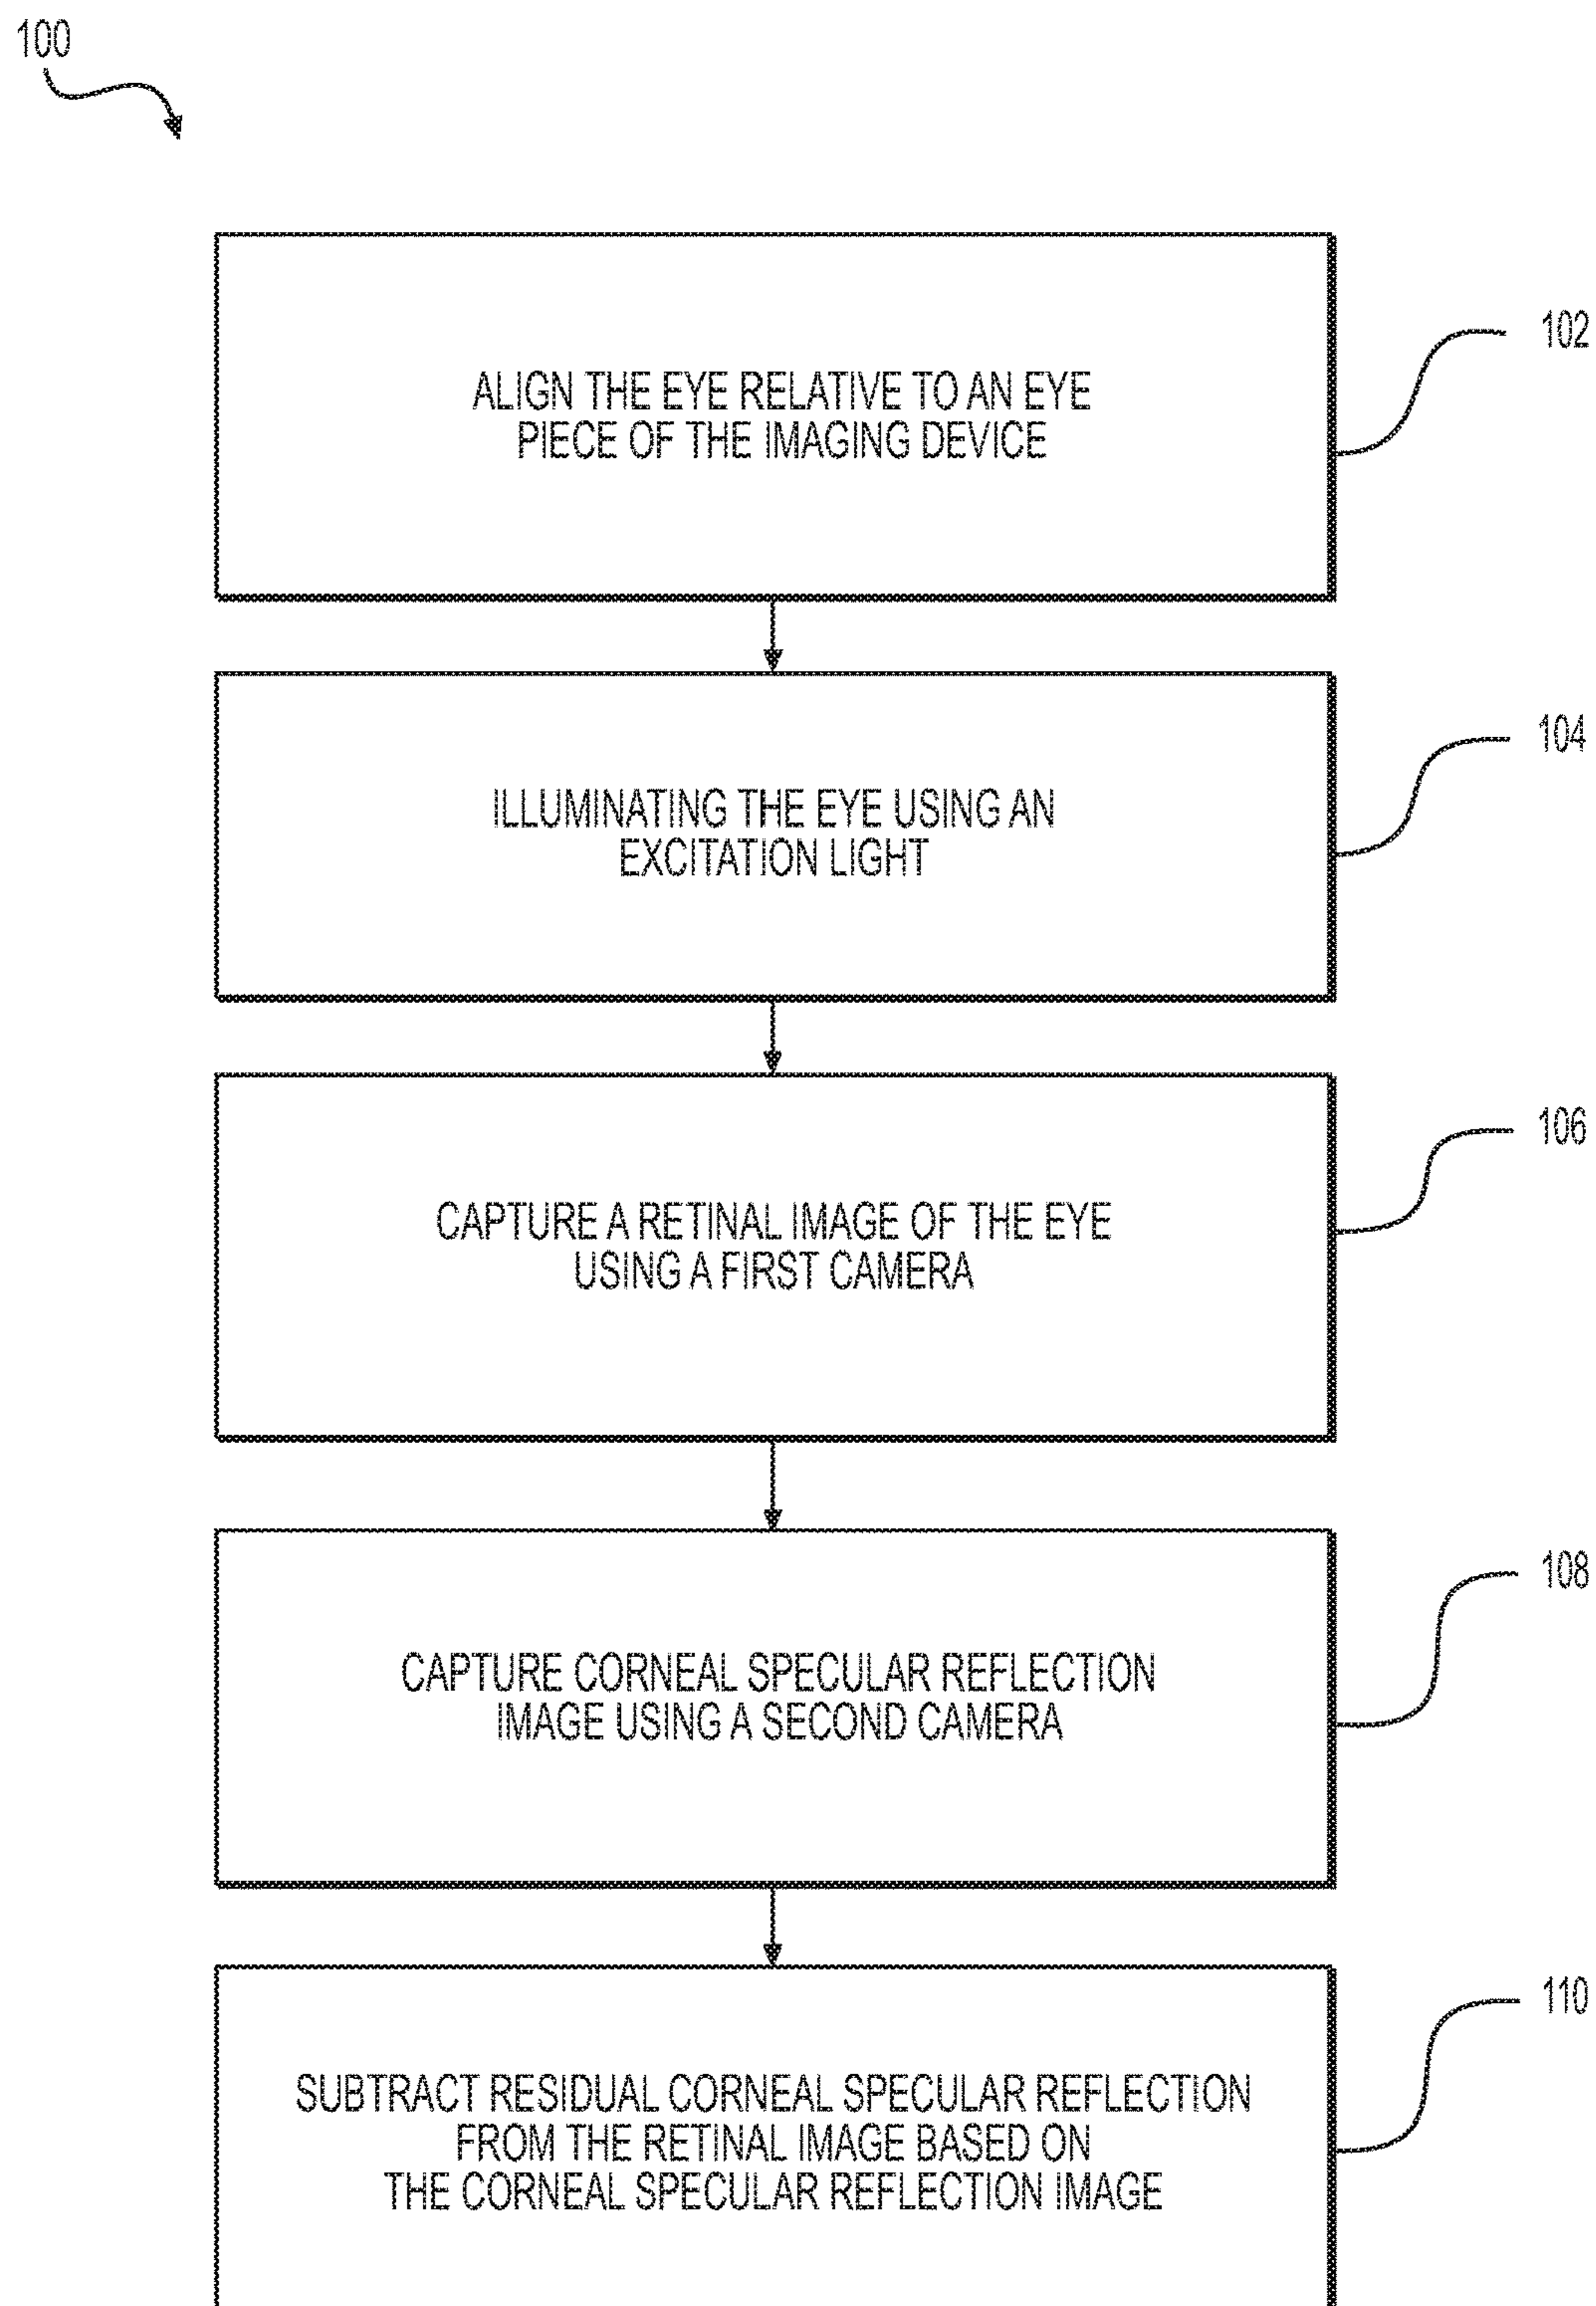 100
ALIGN THE EYE RELATIVE TO AN EYE
PIECE OF THE IMAGING DEVICE
102
ILLUMINATING THE EYE USING AN
EXCITATION LIGHT
104
CAPTURE A RETINAL IMAGE OF THE EYE
USING A FIRST CAMERA
106
CAPTURE CORNEAL SPECULAR REFLECTION
IMAGE USING A SECOND CAMERA
108
SUBTRACT RESIDUAL CORNEAL SPECULAR REFLECTION
FROM THE RETINAL IMAGE BASED ON
THE CORNEAL SPECULAR REFLECTION IMAGE
110